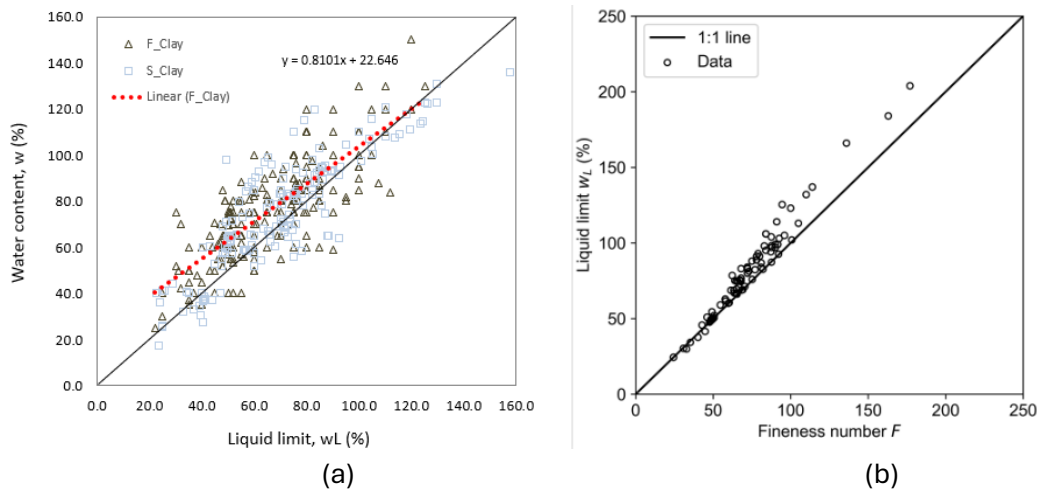 160.0
140.0
120.0
100.0
80.0
60.0
40.0
20.0
0.0
Water content, w (%)
F_Clay
S_Clay
Linear (F_Clay)
y = 0.8101x + 22.646
0.0 20.0 40.0 60.0 80.0 100.0 120.0 140.0 160.0
Liquid limit, wL (%)
(a)
250
200
150
100
50
0
Liquid limit w_L (%)
1:1 line
Data
0 50 100 150 200 250
Fineness number F
(b)